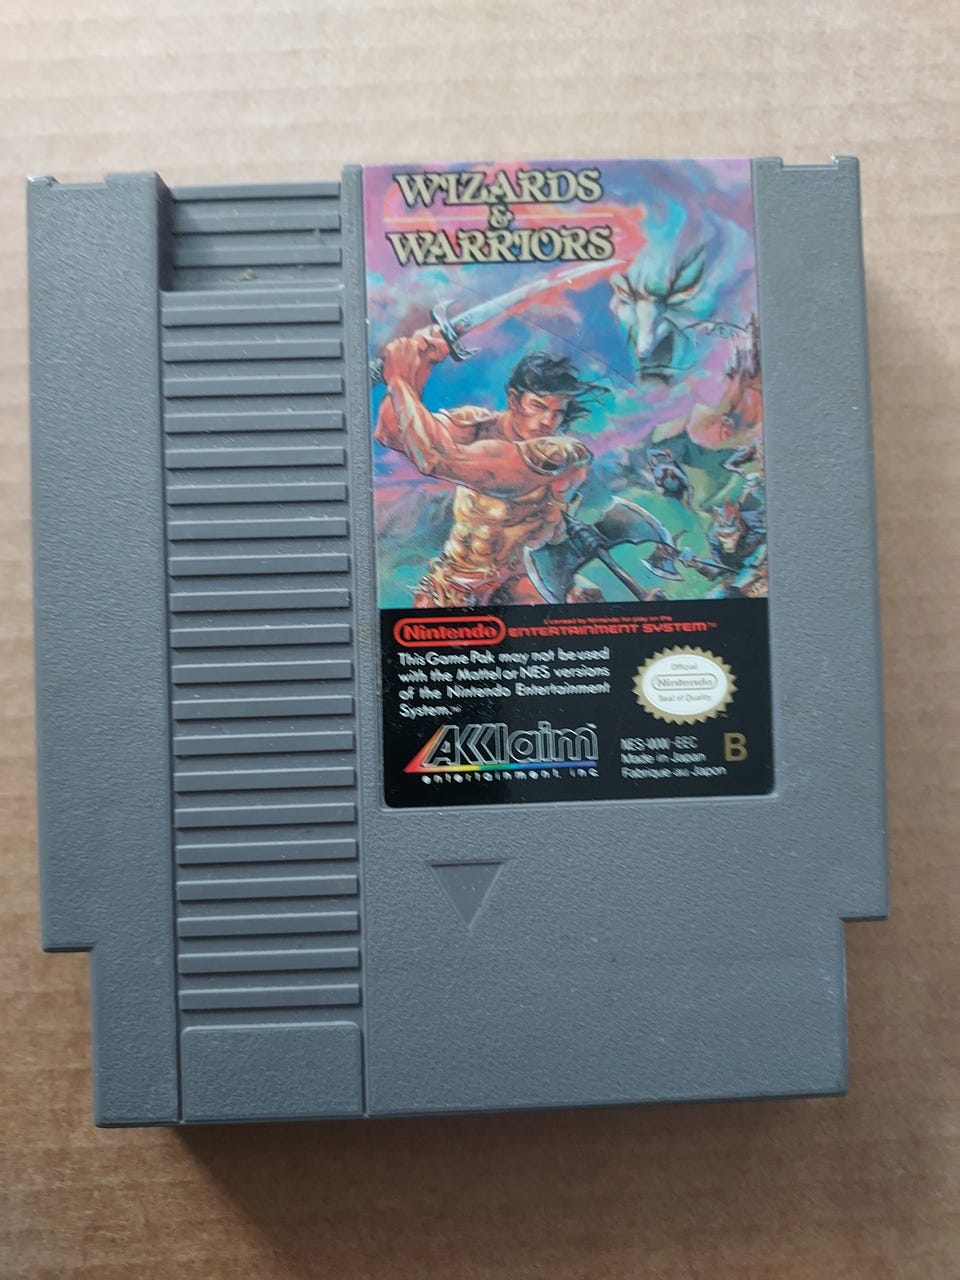 WIZARDS
&
WARRIORS
Nintendo
Licensed by Nintendo for play on the
ENTERTAINMENT SYSTEM™
This Game Pak may not be used
with the Mattel or NES versions
of the Nintendo Entertainment
System.™
Official
Nintendo
Seal of Quality
AKKlaim
entertainment, inc.
NES-WW-EEC
Made in Japan
Fabriqué au Japon
B